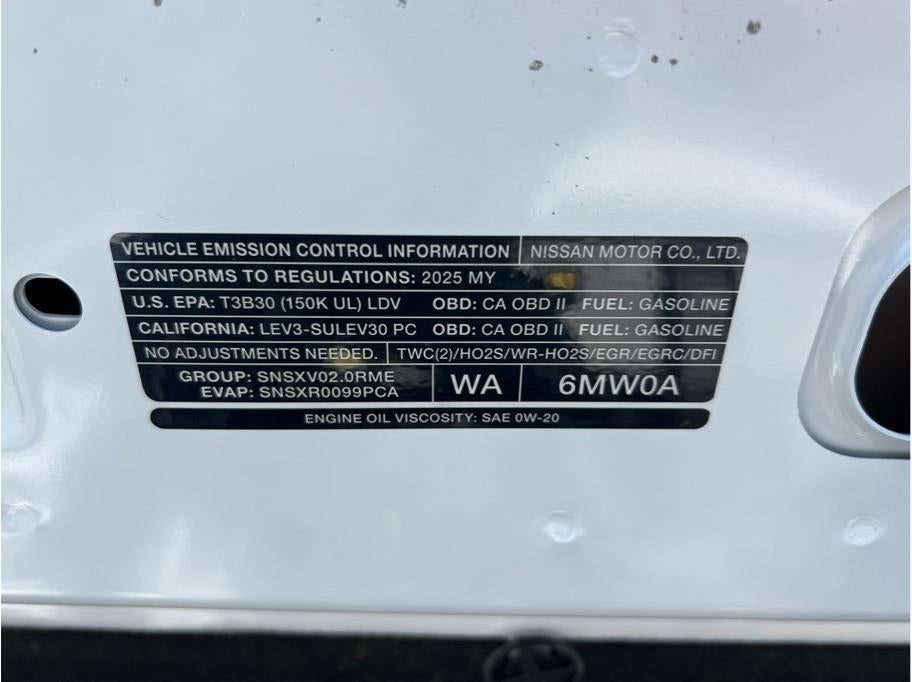 VEHICLE EMISSION CONTROL INFORMATION NISSAN MOTOR CO., LTD.
CONFORMS TO REGULATIONS: 2025 MY
U.S. EPA: T3B30 (150K UL) LDV OBD: CA OBD II FUEL: GASOLINE
CALIFORNIA: LEV3-SULEV30 PC OBD: CA OBD II FUEL: GASOLINE
NO ADJUSTMENTS NEEDED. TWC(2)/HO2S/WR-HO2S/EGR/EGRC/DFI
GROUP: SNSXV02.0RME
EVAP: SNSXR0099PCA
WA
6MW0A
ENGINE OIL VISCOSITY: SAE 0W-20